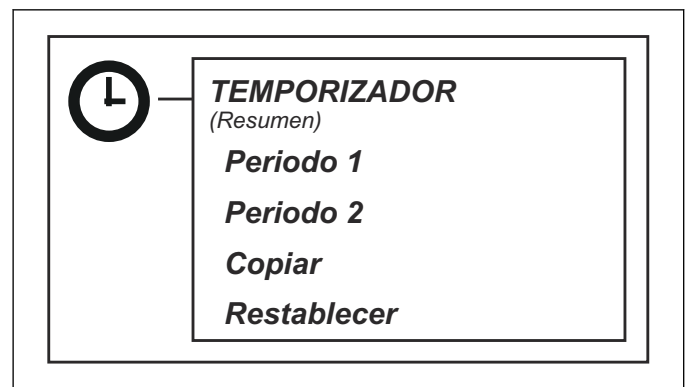 TEMPORIZADOR
(Resumen)
Periodo 1
Periodo 2
Copiar
Restablecer